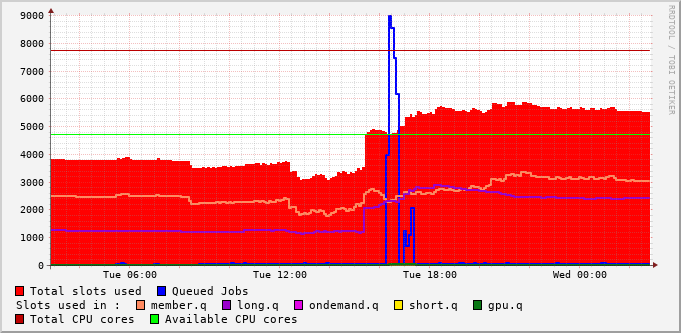 9000
8000
7000
6000
5000
4000
3000
2000
1000
0
Tue 06:00 Tue 12:00 Tue 18:00 Wed 00:00
RRDTOOL / TOBI OETIKER
Total slots used Queued Jobs
Slots used in : member.q long.q ondemand.q short.q gpu.q
Total CPU cores Available CPU cores